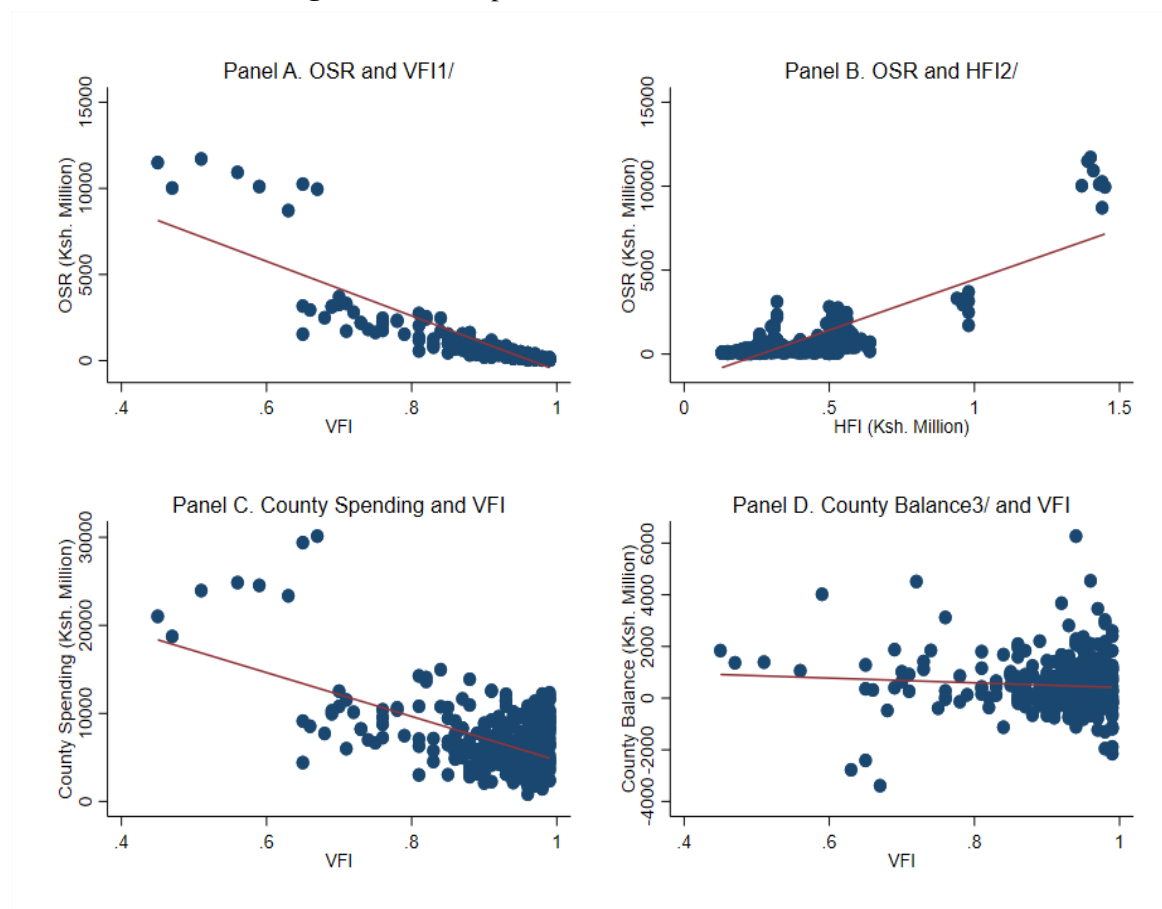 Panel A. OSR and VFI1/
OSR (Ksh. Million)
15000
10000
5000
0
.4 .6 .8 1
VFI
Panel B. OSR and HFI2/
OSR (Ksh. Million)
15000
10000
5000
0
0 .5 1 1.5
HFI (Ksh. Million)
Panel C. County Spending and VFI
County Spending (Ksh. Million)
30000
20000
10000
0
.4 .6 .8 1
VFI
Panel D. County Balance3/ and VFI
County Balance (Ksh. Million)
6000
4000
2000
0
-2000
-4000
.4 .6 .8 1
VFI